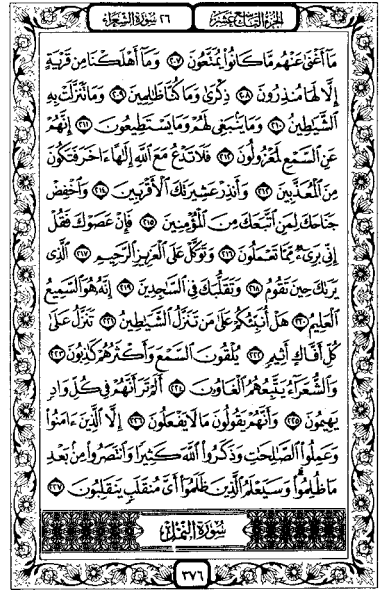 الجزء التاسع عشر ٢٦ سورة الشعراء
مَآ أَغْنَىٰ عَنْهُم مَّا كَانُوا۟ يُمَتَّعُونَ ۝٢٠٧ وَمَآ أَهْلَكْنَا مِن قَرْيَةٍ
إِلَّا لَهَا مُنذِرُونَ ۝٢٠٨ ذِكْرَىٰ وَمَا كُنَّا ظَـٰلِمِينَ ۝٢٠٩ وَمَا تَنَزَّلَتْ بِهِ
ٱلشَّيَـٰطِينُ ۝٢١٠ وَمَا يَنۢبَغِى لَهُمْ وَمَا يَسْتَطِيعُونَ ۝٢١١ إِنَّهُمْ
عَنِ ٱلسَّمْعِ لَمَعْزُولُونَ ۝٢١٢ فَلَا تَدْعُ مَعَ ٱللَّهِ إِلَـٰهًا ءَاخَرَ فَتَكُونَ
مِنَ ٱلْمُعَذَّبِينَ ۝٢١٣ وَأَنذِرْ عَشِيرَتَكَ ٱلْأَقْرَبِينَ ۝٢١٤ وَٱخْفِضْ
جَنَاحَكَ لِمَنِ ٱتَّبَعَكَ مِنَ ٱلْمُؤْمِنِينَ ۝٢١٥ فَإِنْ عَصَوْكَ فَقُلْ
إِنِّى بَرِىٓءٌ مِّمَّا تَعْمَلُونَ ۝٢١٦ وَتَوَكَّلْ عَلَى ٱلْعَزِيزِ ٱلرَّحِيمِ ۝٢١٧ ٱلَّذِى
يَرَىٰكَ حِينَ تَقُومُ ۝٢١٨ وَتَقَلُّبَكَ فِى ٱلسَّـٰجِدِينَ ۝٢١٩ إِنَّهُۥ هُوَ ٱلسَّمِيعُ
ٱلْعَلِيمُ ۝٢٢٠ هَلْ أُنَبِّئُكُمْ عَلَىٰ مَن تَنَزَّلُ ٱلشَّيَـٰطِينُ ۝٢٢١ تَنَزَّلُ عَلَىٰ
كُلِّ أَفَّاكٍ أَثِيمٍ ۝٢٢٢ يُلْقُونَ ٱلسَّمْعَ وَأَكْثَرُهُمْ كَـٰذِبُونَ ۝٢٢٣
وَٱلشُّعَرَآءُ يَتَّبِعُهُمُ ٱلْغَاوُۥنَ ۝٢٢٤ أَلَمْ تَرَ أَنَّهُمْ فِى كُلِّ وَادٍ
يَهِيمُونَ ۝٢٢٥ وَأَنَّهُمْ يَقُولُونَ مَا لَا يَفْعَلُونَ ۝٢٢٦ إِلَّا ٱلَّذِينَ ءَامَنُوا۟
وَعَمِلُوا۟ ٱلصَّـٰلِحَـٰتِ وَذَكَرُوا۟ ٱللَّهَ كَثِيرًا وَٱنتَصَرُوا۟ مِنۢ بَعْدِ
مَا ظُلِمُوا۟ ۗ وَسَيَعْلَمُ ٱلَّذِينَ ظَلَمُوٓا۟ أَىَّ مُنقَلَبٍ يَنقَلِبُونَ ۝٢٢٧
سورة النمل
٣٧٦